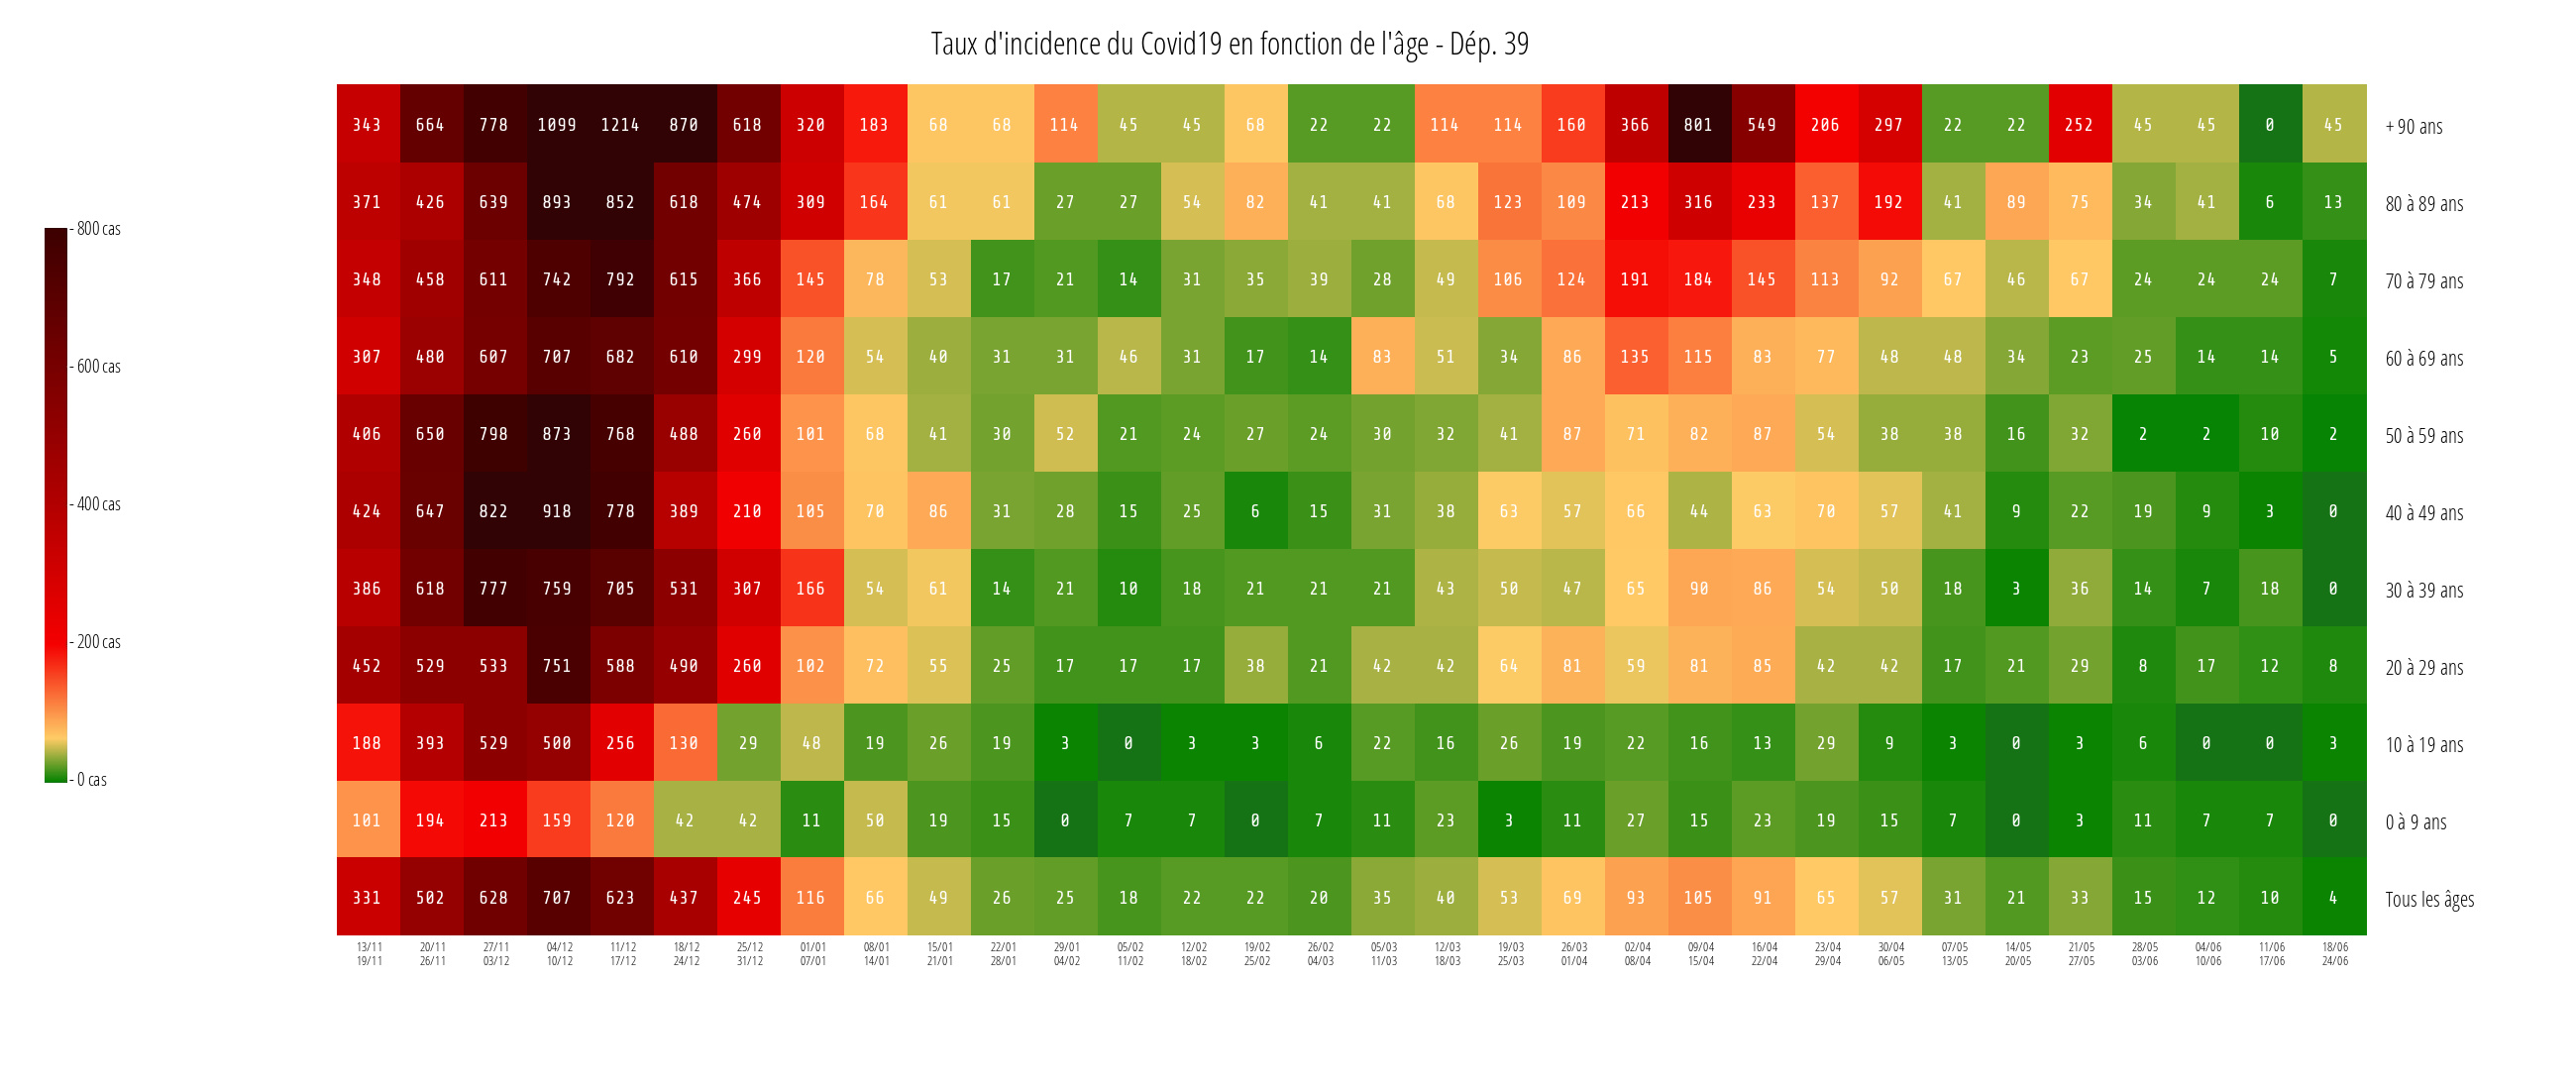 Taux d'incidence du Covid19 en fonction de l'âge - Dép. 39
343 664 778 1099 1214 870 618 320 183 68 68 114 45 45 68 22 22 114 114 160 366 801 549 206 297 22 22 252 45 45 0 45 + 90 ans
371 426 639 893 852 618 474 309 164 61 61 27 27 54 82 41 41 68 123 109 213 316 233 137 192 41 89 75 34 41 6 13 80 à 89 ans
- 800 cas
348 458 611 742 792 615 366 145 78 53 17 21 14 31 35 39 28 49 106 124 191 184 145 113 92 67 46 67 24 24 24 7 70 à 79 ans
307 480 607 707 682 610 299 120 54 40 31 31 46 31 17 14 83 51 34 86 135 115 83 77 48 48 34 23 25 14 14 5 60 à 69 ans
- 600 cas
406 650 798 873 768 488 260 101 68 41 30 52 21 24 27 24 30 32 41 87 71 82 87 54 38 38 16 32 2 2 10 2 50 à 59 ans
- 400 cas
424 647 822 918 778 389 210 105 70 86 31 28 15 25 6 15 31 38 63 57 66 44 63 70 57 41 9 22 19 9 3 0 40 à 49 ans
386 618 777 759 705 531 307 166 54 61 14 21 10 18 21 21 21 43 50 47 65 90 86 54 50 18 3 36 14 7 18 0 30 à 39 ans
- 200 cas
452 529 533 751 588 490 260 102 72 55 25 17 17 17 38 21 42 42 64 81 59 81 85 42 42 17 21 29 8 17 12 8 20 à 29 ans
188 393 529 500 256 130 29 48 19 26 19 3 0 3 3 6 22 16 26 19 22 16 13 29 9 3 0 3 6 0 0 3 10 à 19 ans
- 0 cas
101 194 213 159 120 42 42 11 50 19 15 0 7 7 0 7 11 23 3 11 27 15 23 19 15 7 0 3 11 7 7 0 0 à 9 ans
331 502 628 707 623 437 245 116 66 49 26 25 18 22 22 20 35 40 53 69 93 105 91 65 57 31 21 33 15 12 10 4 Tous les âges
13/11 20/11 27/11 04/12 11/12 18/12 25/12 01/01 08/01 15/01 22/01 29/01 05/02 12/02 19/02 26/02 05/03 12/03 19/03 26/03 02/04 09/04 16/04 23/04 30/04 07/05 14/05 21/05 28/05 04/06 11/06 18/06
19/11 26/11 03/12 10/12 17/12 24/12 31/12 07/01 14/01 21/01 28/01 04/02 11/02 18/02 25/02 04/03 11/03 18/03 25/03 01/04 08/04 15/04 22/04 29/04 06/05 13/05 20/05 27/05 03/06 10/06 17/06 24/06